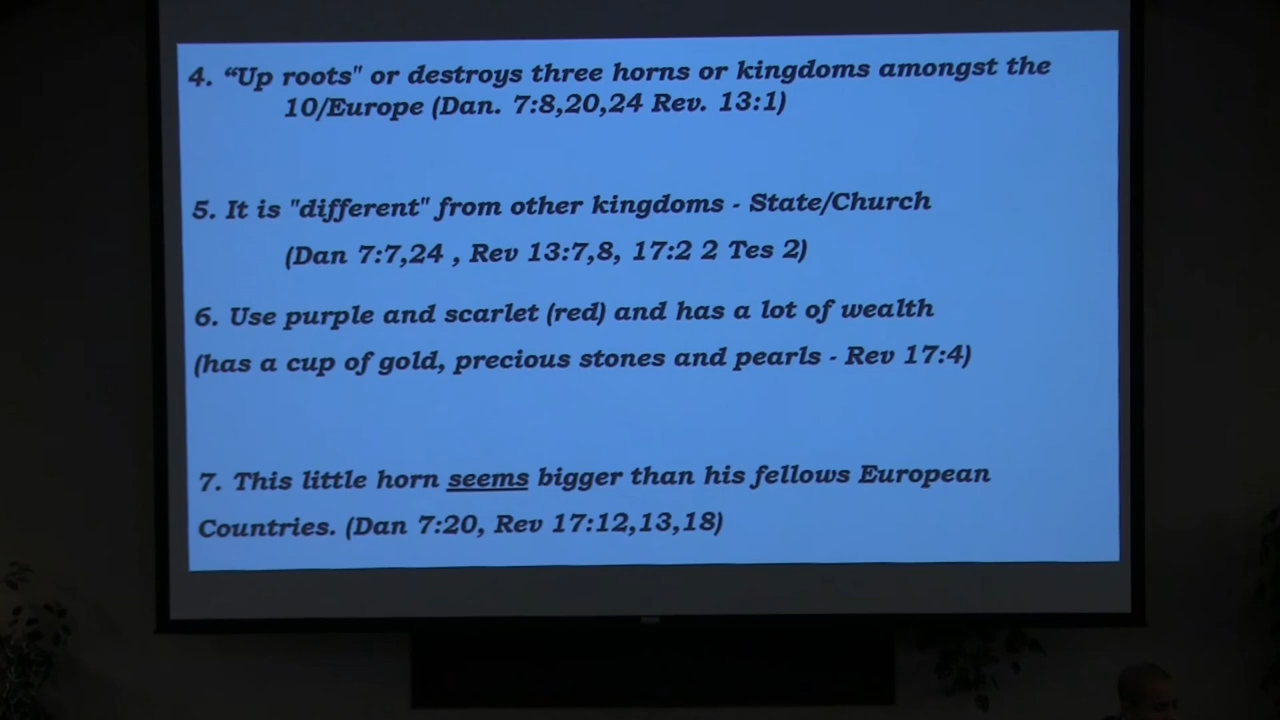 4. “Up roots" or destroys three horns or kingdoms amongst the
10/Europe (Dan. 7:8,20,24 Rev. 13:1)
5. It is "different" from other kingdoms - State/Church
(Dan 7:7,24 , Rev 13:7,8, 17:2 2 Tes 2)
6. Use purple and scarlet (red) and has a lot of wealth
(has a cup of gold, precious stones and pearls - Rev 17:4)
7. This little horn seems bigger than his fellows European
Countries. (Dan 7:20, Rev 17:12,13,18)